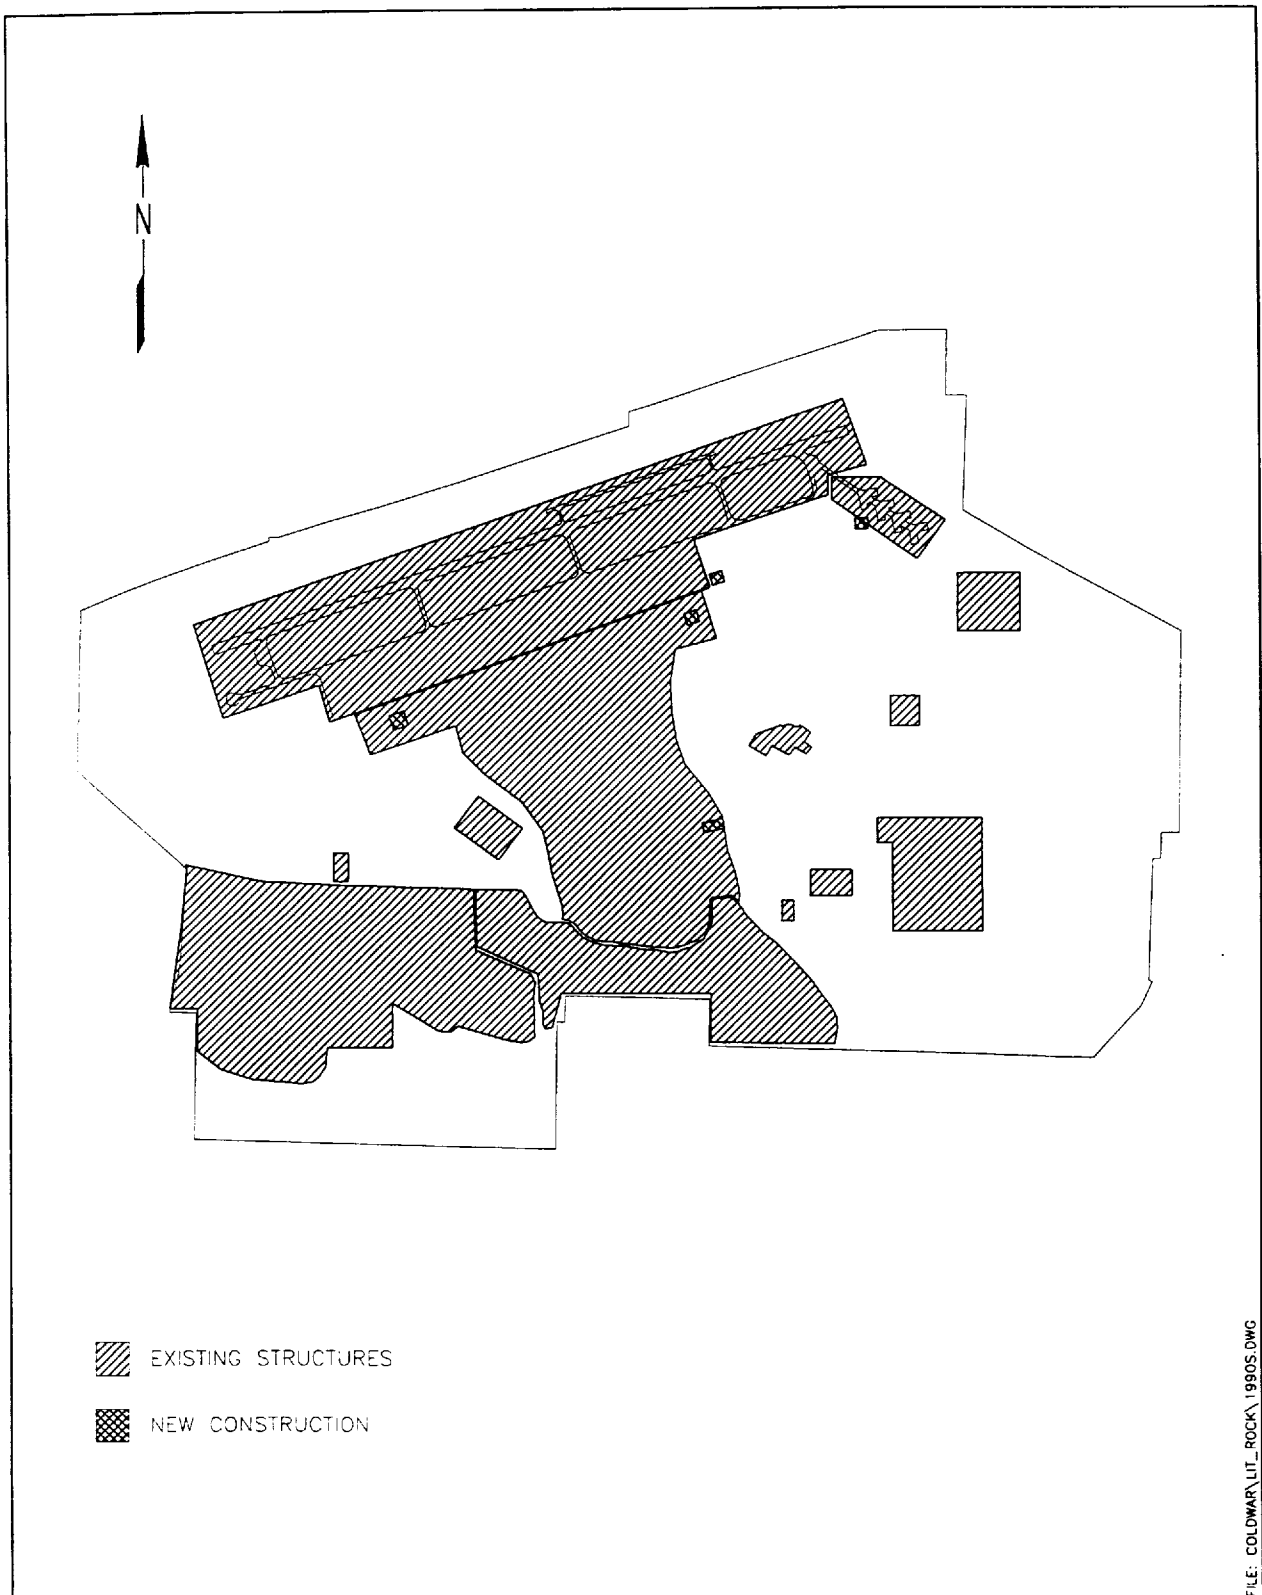 N
EXISTING STRUCTURES
NEW CONSTRUCTION
FILE: COLDWAR\LIT_ROCK\1990S.DWG